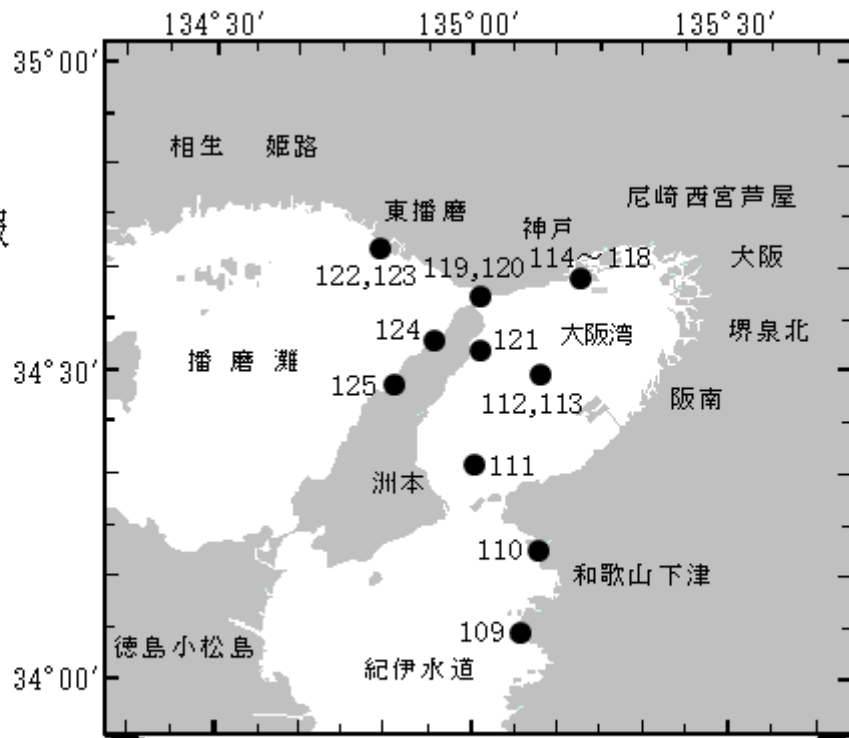 134°30′ 135°00′ 135°30′
35°00′
相生 姫路
尼崎西宮芦屋
東播磨
神戸
114～118
大阪
119,120
122,123
124
121
大阪湾
堺泉北
播磨灘
34°30′
125
112,113
阪南
111
洲本
110
和歌山下津
109
徳島小松島
紀伊水道
34°00′